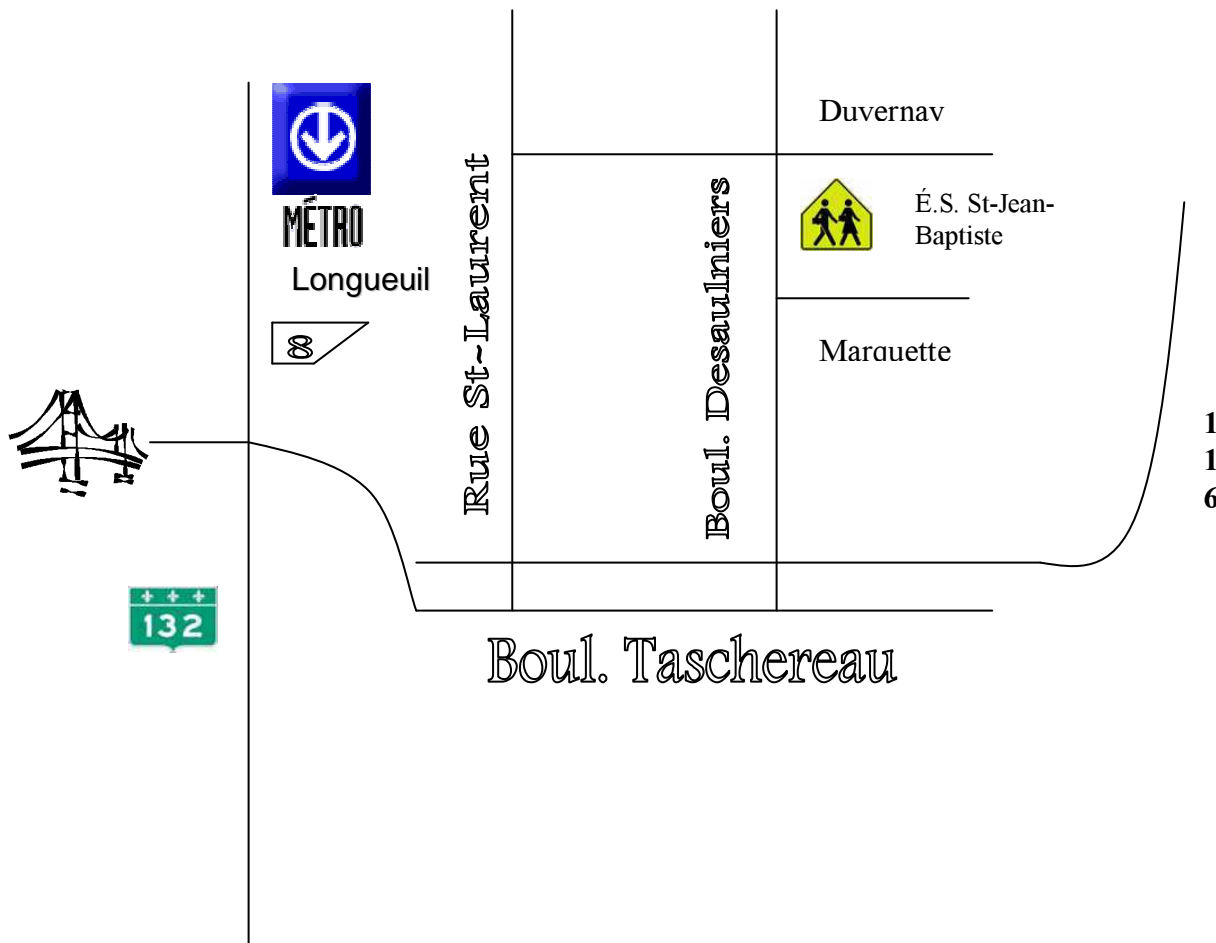 Duvernay
MÉTRO
Longueuil
8
Rue St-Laurent
Boul. Desaulniers
É.S. St-Jean-
Baptiste
Marquette
1
1
6
132
Boul. Taschereau